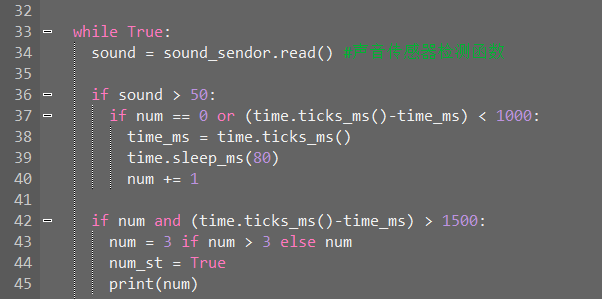 32
33 while True:
34 sound = sound_sendor.read() #声音传感器检测函数
35
36 if sound > 50:
37 if num == 0 or (time.ticks_ms()-time_ms) < 1000:
38 time_ms = time.ticks_ms()
39 time.sleep_ms(80)
40 num += 1
41
42 if num and (time.ticks_ms()-time_ms) > 1500:
43 num = 3 if num > 3 else num
44 num_st = True
45 print(num)